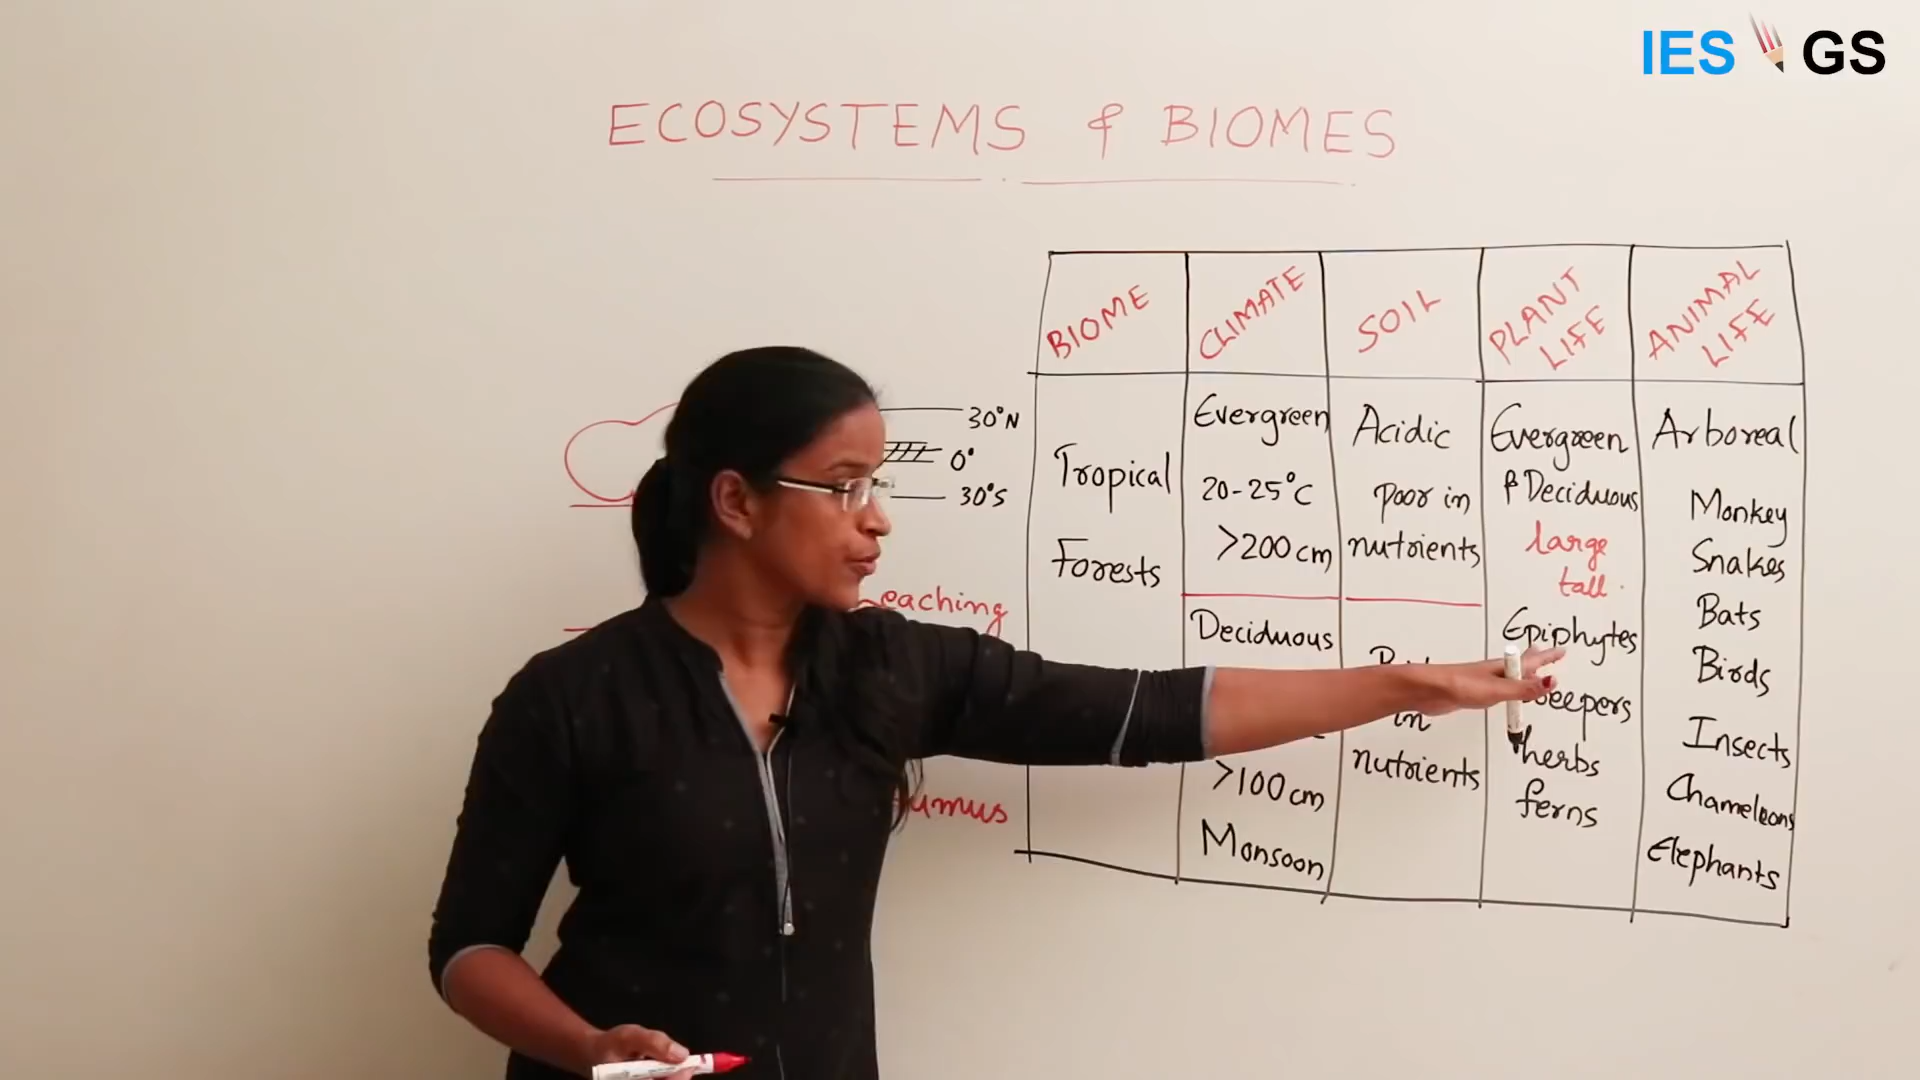 IES GS
ECOSYSTEMS & BIOMES
BIOME
CLIMATE
SOIL
PLANT
LIFE
ANIMAL
LIFE
30°N
0°
30°S
Tropical
Forests
Evergreen
20-25°C
>200cm
Deciduous
>100cm
Monsoon
Acidic
poor in
nutrients
in
nutrients
Evergreen
& Deciduous
large
tall
Epiphytes
herbs
ferns
Arboreal
Monkey
Snakes
Bats
Birds
Insects
Chameleons
Elephants